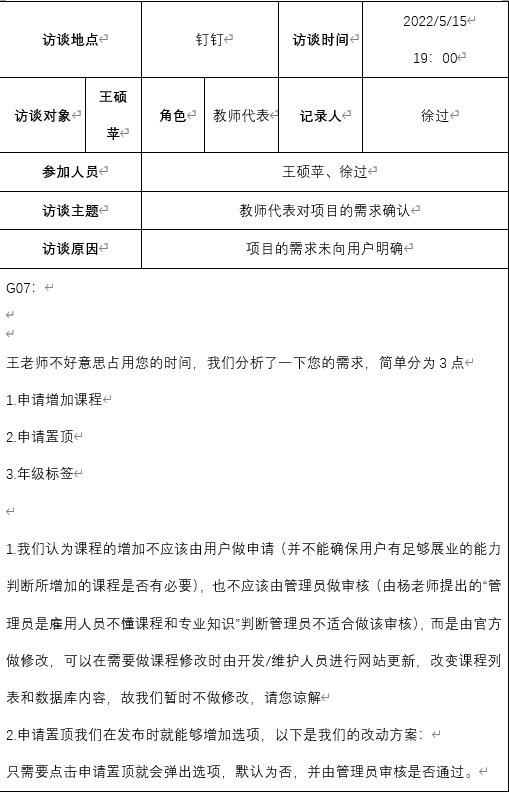 访谈地点 钉钉 访谈时间 2022/5/15
19：00
访谈对象 王硕苹 角色 教师代表 记录人 徐过
参加人员 王硕苹、徐过
访谈主题 教师代表对项目的需求确认
访谈原因 项目的需求未向用户明确
G07：
王老师不好意思占用您的时间，我们分析了一下您的需求，简单分为 3 点
1.申请增加课程
2.申请置顶
3.年级标签
1.我们认为课程的增加不应该由用户做申请（并不能确保用户有足够展业的能力
判断所增加的课程是否有必要），也不应该由管理员做审核（由杨老师提出的“管
理员是雇用人员不懂课程和专业知识”判断管理员不适合做该审核），而是由官方
做修改，可以在需要做课程修改时由开发/维护人员进行网站更新，改变课程列
表和数据库内容，故我们暂时不做修改，请您谅解
2.申请置顶我们在发布时就能够增加选项，以下是我们的改动方案：
只需要点击申请置顶就会弹出选项，默认为否，并由管理员审核是否通过。